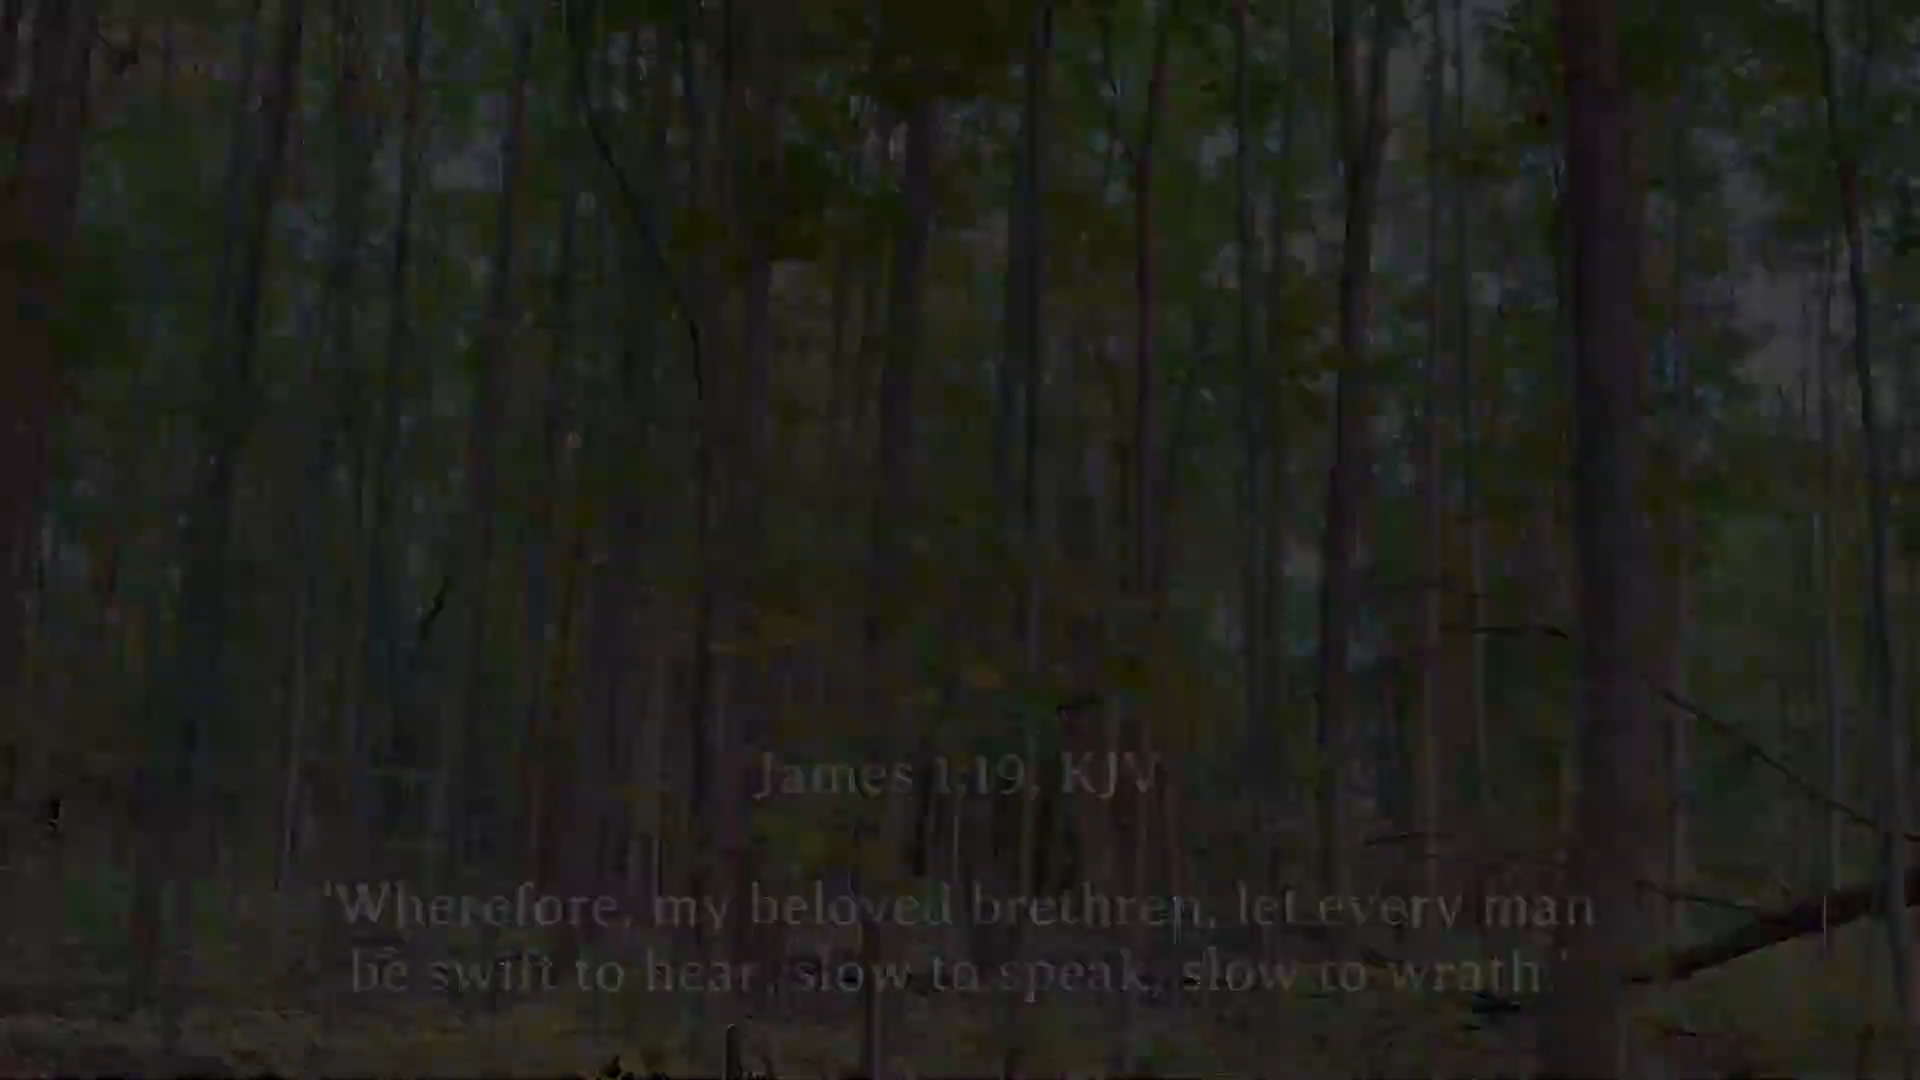 James 1:19, KJV
'Wherefore, my beloved brethren, let every man
be swift to hear, slow to speak, slow to wrath.'